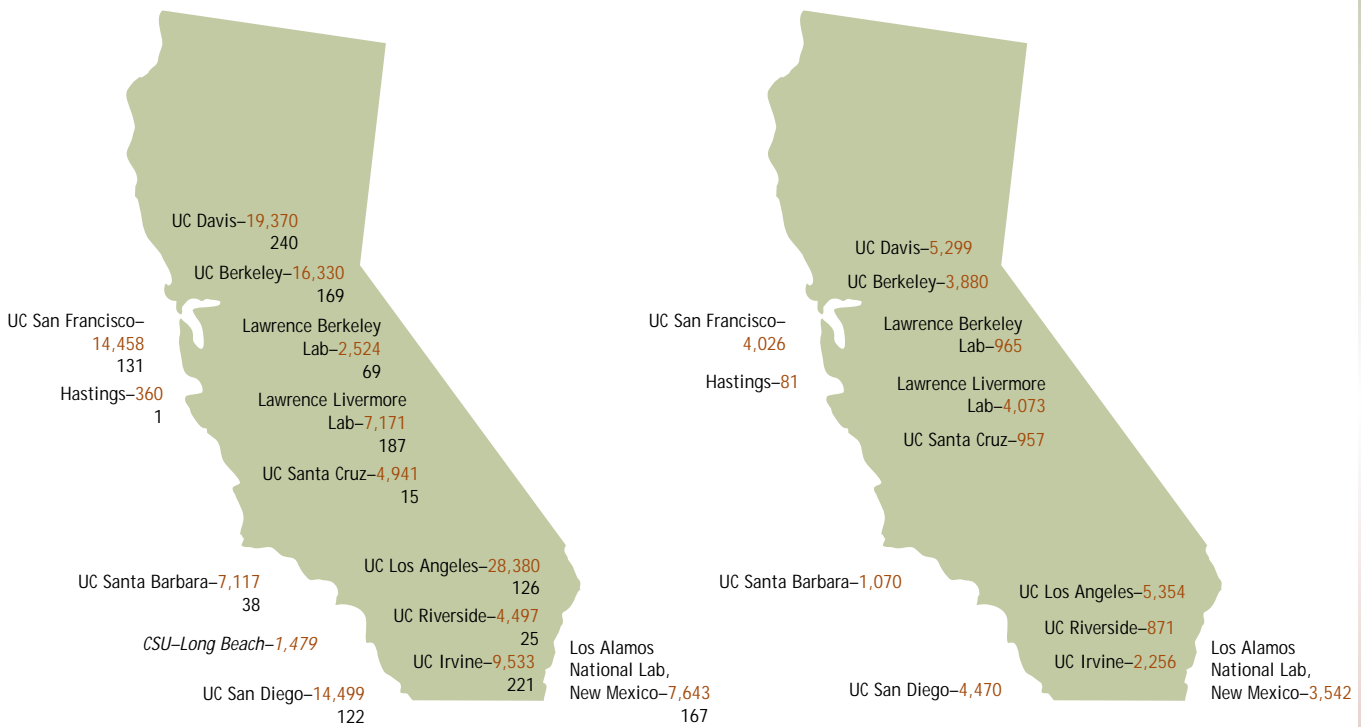 UC Davis–19,370
240
UC Berkeley–16,330
169
UC San Francisco–
14,458
131
Lawrence Berkeley
Lab–2,524
69
Hastings–360
1
Lawrence Livermore
Lab–7,171
187
UC Santa Cruz–4,941
15
UC Los Angeles–28,380
126
UC Santa Barbara–7,117
38
UC Riverside–4,497
25
CSU–Long Beach–1,479
UC Irvine–9,533
221
UC San Diego–14,499
122
Los Alamos
National Lab,
New Mexico–7,643
167
UC Davis–5,299
UC Berkeley–3,880
UC San Francisco–
4,026
Lawrence Berkeley
Lab–965
Hastings–81
Lawrence Livermore
Lab–4,073
UC Santa Cruz–957
UC Santa Barbara–1,070
UC Los Angeles–5,354
UC Riverside–871
UC Irvine–2,256
UC San Diego–4,470
Los Alamos
National Lab,
New Mexico–3,542